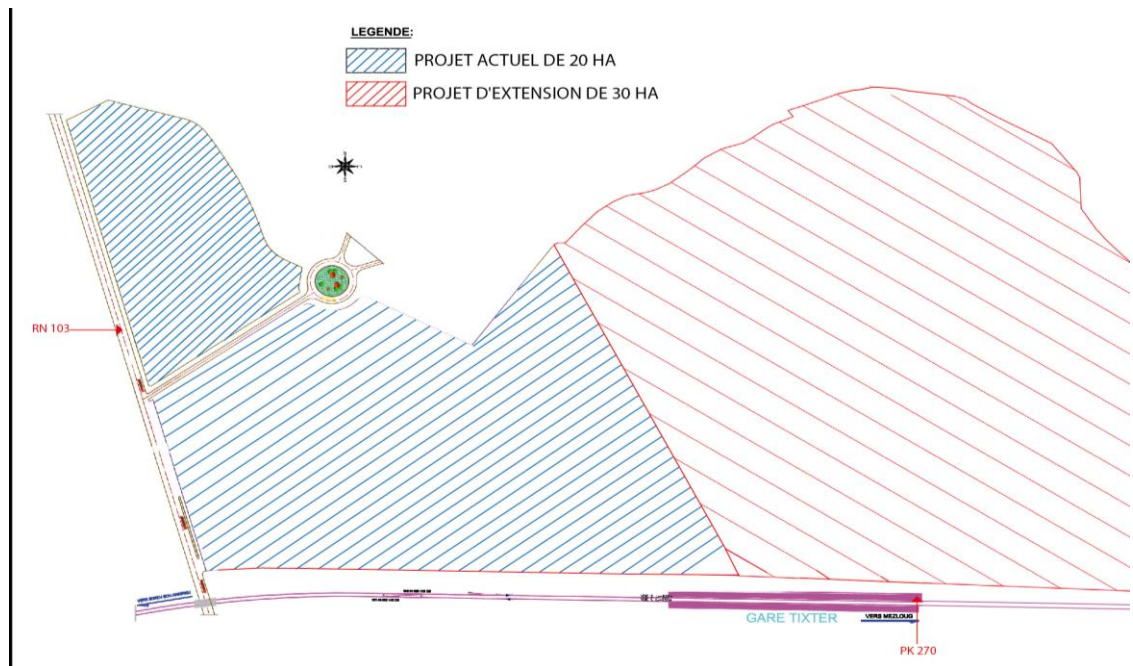 LEGENDE:
PROJET ACTUEL DE 20 HA
PROJET D'EXTENSION DE 30 HA
RN 103
GARE TIXTER
VERS MEZLOUG
PK 270